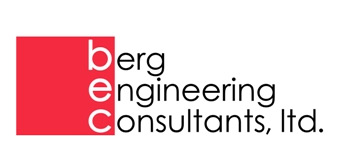 berg
engineering
consultants, ltd.